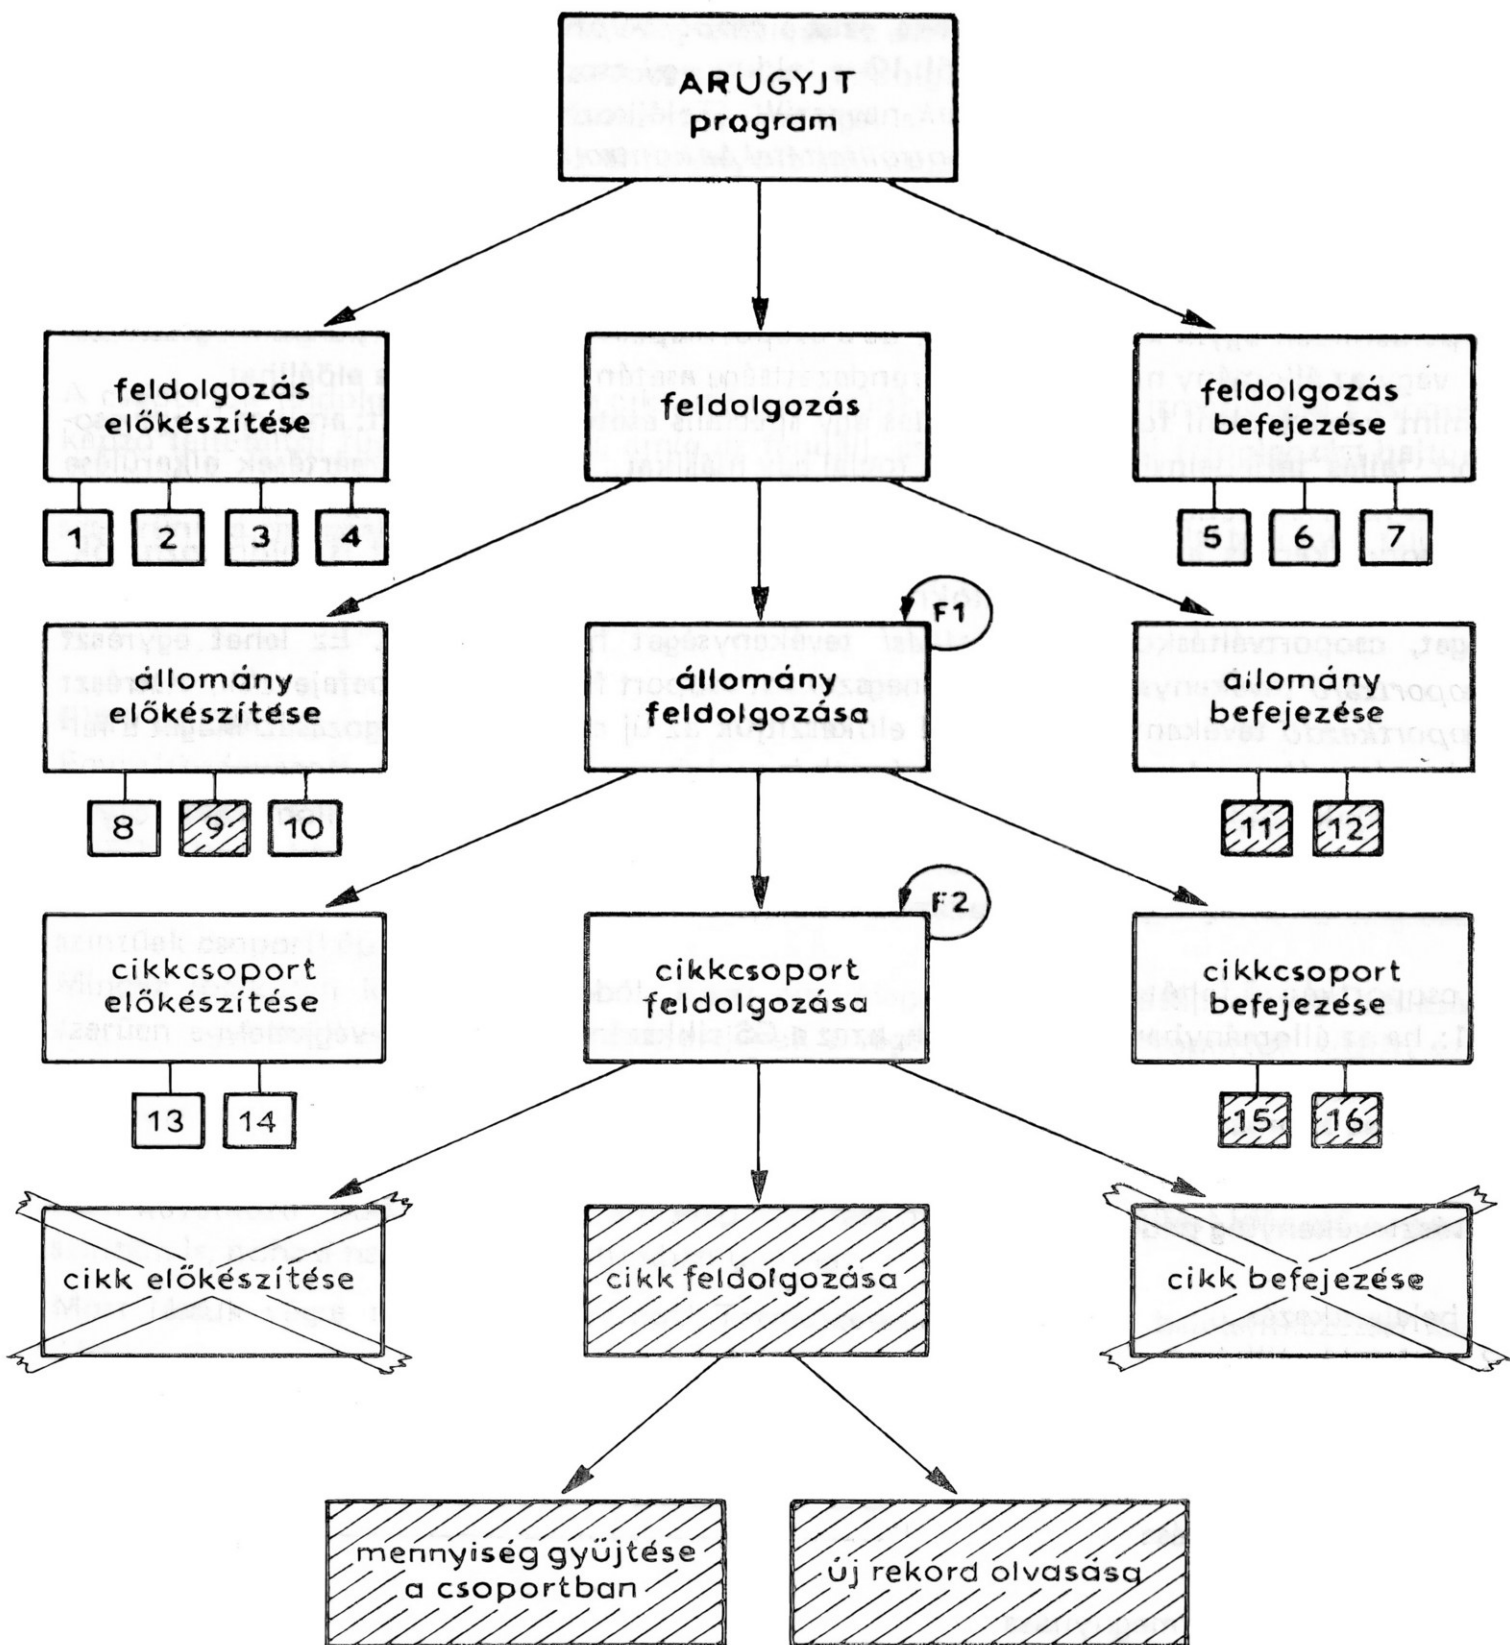 ARUGYJT
program
feldolgozás
előkészítése
feldolgozás
feldolgozás
befejezése
1 2 3 4
5 6 7
F1
állomány
előkészítése
állomány
feldolgozása
állomány
befejezése
8 9 10
11 12
F2
cikkcsoport
előkészítése
cikkcsoport
feldolgozása
cikkcsoport
befejezése
13 14
15 16
cikk előkészítése
cikk feldolgozása
cikk befejezése
mennyiség gyűjtése
a csoportban
új rekord olvasása